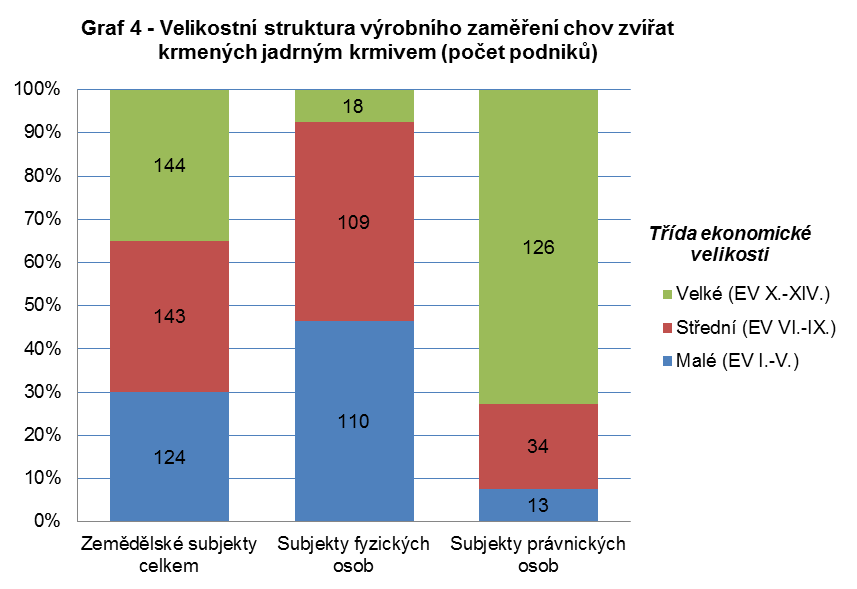 Graf 4 - Velikostní struktura výrobního zaměření chov zvířat
krmených jadrným krmivem (počet podniků)
100%
90%
80%
70%
60%
50%
40%
30%
20%
10%
0%
144
143
124
18
109
110
126
34
13
Zemědělské subjekty
celkem
Subjekty fyzických
osob
Subjekty právnických
osob
Třída ekonomické
velikosti
Velké (EV X.-XIV.)
Střední (EV VI.-IX.)
Malé (EV I.-V.)